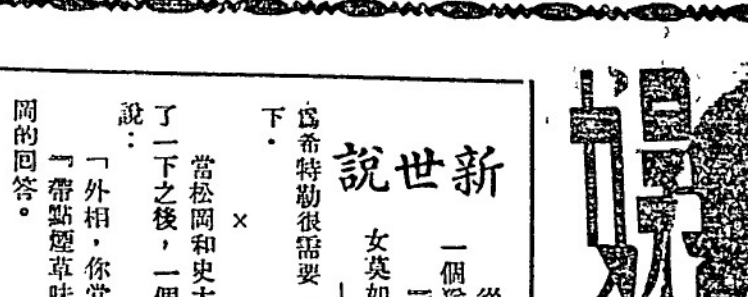 新世說
一個
女莫如
爲希特勒很需要
下．
×
當松岡和史
了一下之後，一個
說：
「外相，你
『帶點煙草味
岡的回答。